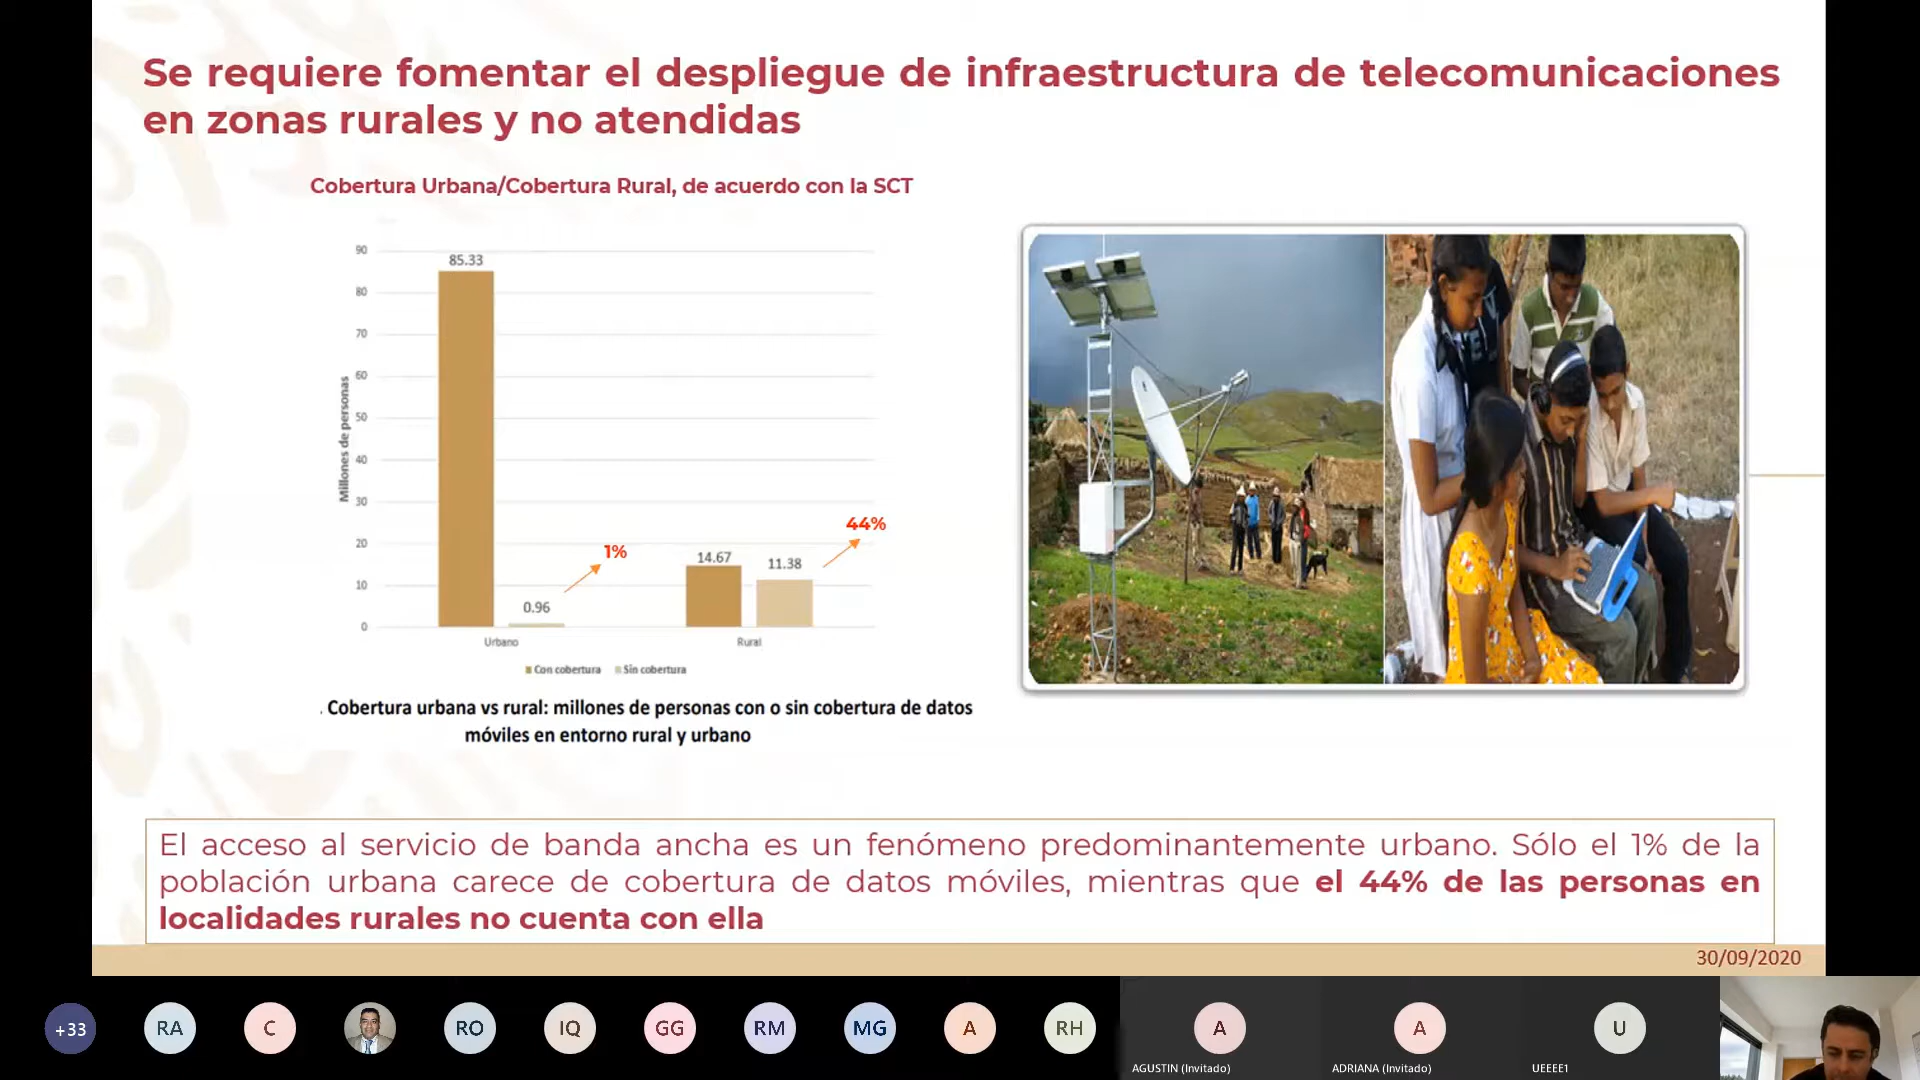 Se requiere fomentar el despliegue de infraestructura de telecomunicaciones
en zonas rurales y no atendidas
Cobertura Urbana/Cobertura Rural, de acuerdo con la SCT
Millones de personas
90
80
70
60
50
40
30
20
10
0
85.33
0.96
1%
14.67
11.38
44%
Urbano
Rural
Con cobertura
Sin cobertura
. Cobertura urbana vs rural: millones de personas con o sin cobertura de datos
móviles en entorno rural y urbano
El acceso al servicio de banda ancha es un fenómeno predominantemente urbano. Sólo el 1% de la
población urbana carece de cobertura de datos móviles, mientras que el 44% de las personas en
localidades rurales no cuenta con ella
30/09/2020
+33
RA
C
RO
IQ
GG
RM
MG
A
RH
A
AGUSTIN (Invitado)
A
ADRIANA (Invitado)
U
UEEEE1